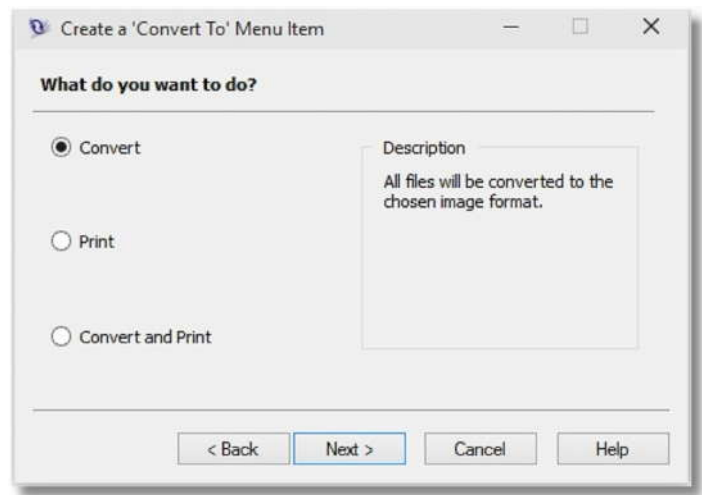 Create a 'Convert To' Menu Item
What do you want to do?
Convert
Description
All files will be converted to the
chosen image format.
Print
Convert and Print
< Back
Next >
Cancel
Help